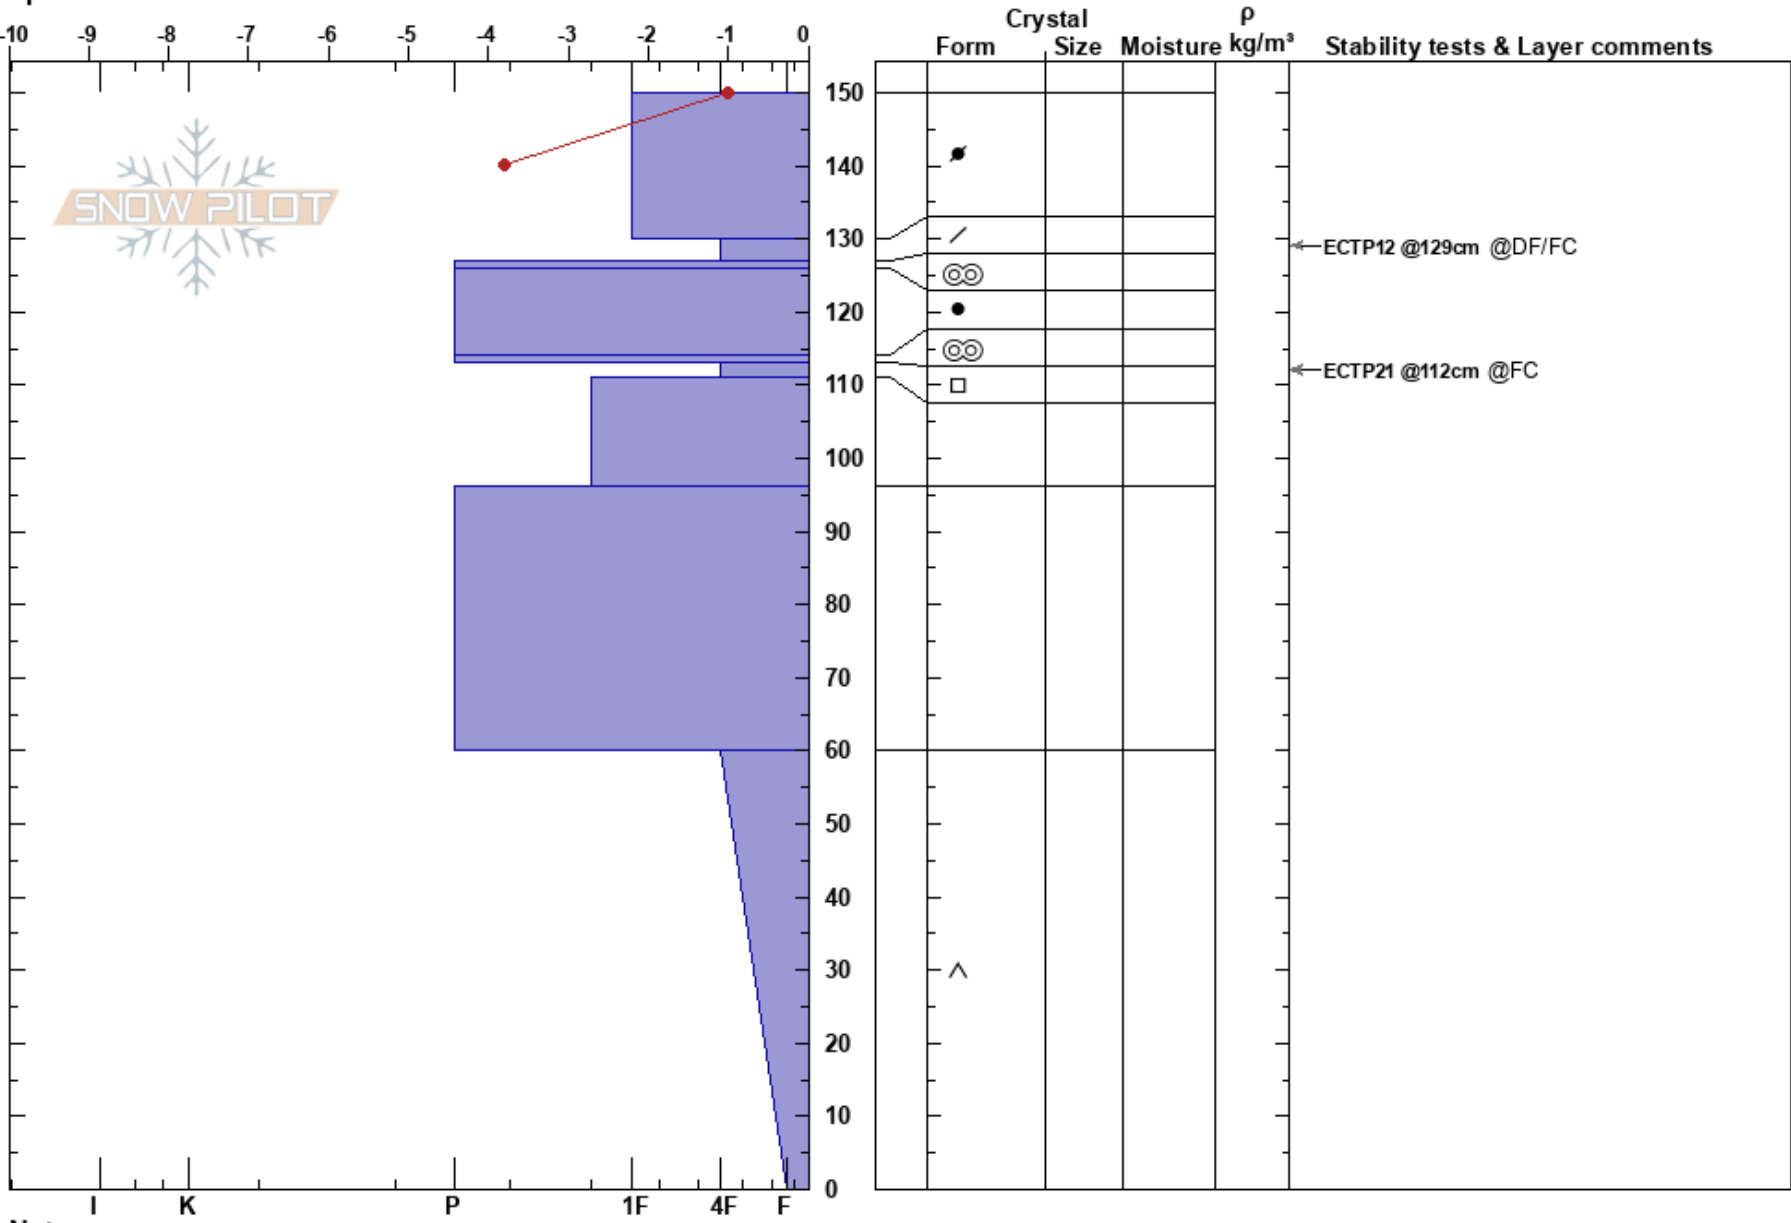 Crystal ρ
-10 -9 -8 -7 -6 -5 -4 -3 -2 -1 0 Form Size Moisture kg/m³ Stability tests & Layer comments
150
140
SNOW PILOT
130
ECTP12 @129cm @DF/FC
120
ECTP21 @112cm @FC
110
100
90
80
70
60
50
40
30
20
10
0
I K P 1F 4F F